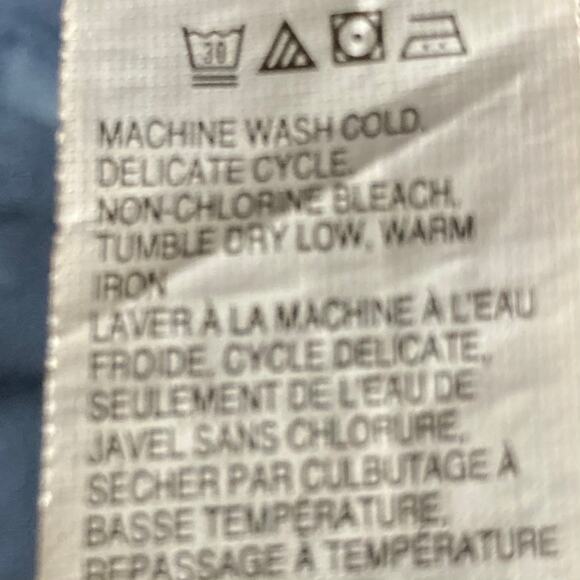 30
MACHINE WASH COLD,
DELICATE CYCLE.
NON-CHLORINE BLEACH,
TUMBLE DRY LOW, WARM
IRON
LAVER À LA MACHINE À L'EAU
FROIDE, CYCLE DELICATE,
SEULEMENT DE L'EAU DE
JAVEL SANS CHLORURE,
SECHER PAR CULBUTAGE À
BASSE TEMPÉRATURE,
REPASSAGE À TEMPÉRATURE